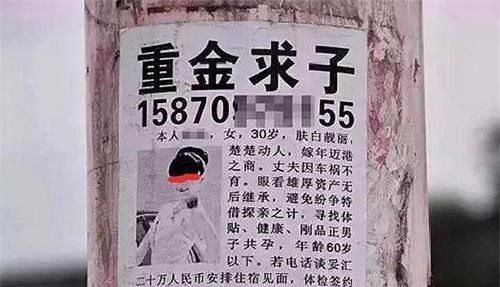 重金求子
15870 55
本人 ,女,30岁,肤白靓丽,
楚楚动人,嫁年迈港
之商。丈夫因车祸不
育。眼看雄厚资产无
后继承,避免纷争特
借探亲之计,寻找体
贴、健康、刚品正男
子共孕,年龄60岁
以下。若电话谈妥汇
二十万人民币安排住宿见面,体检签约